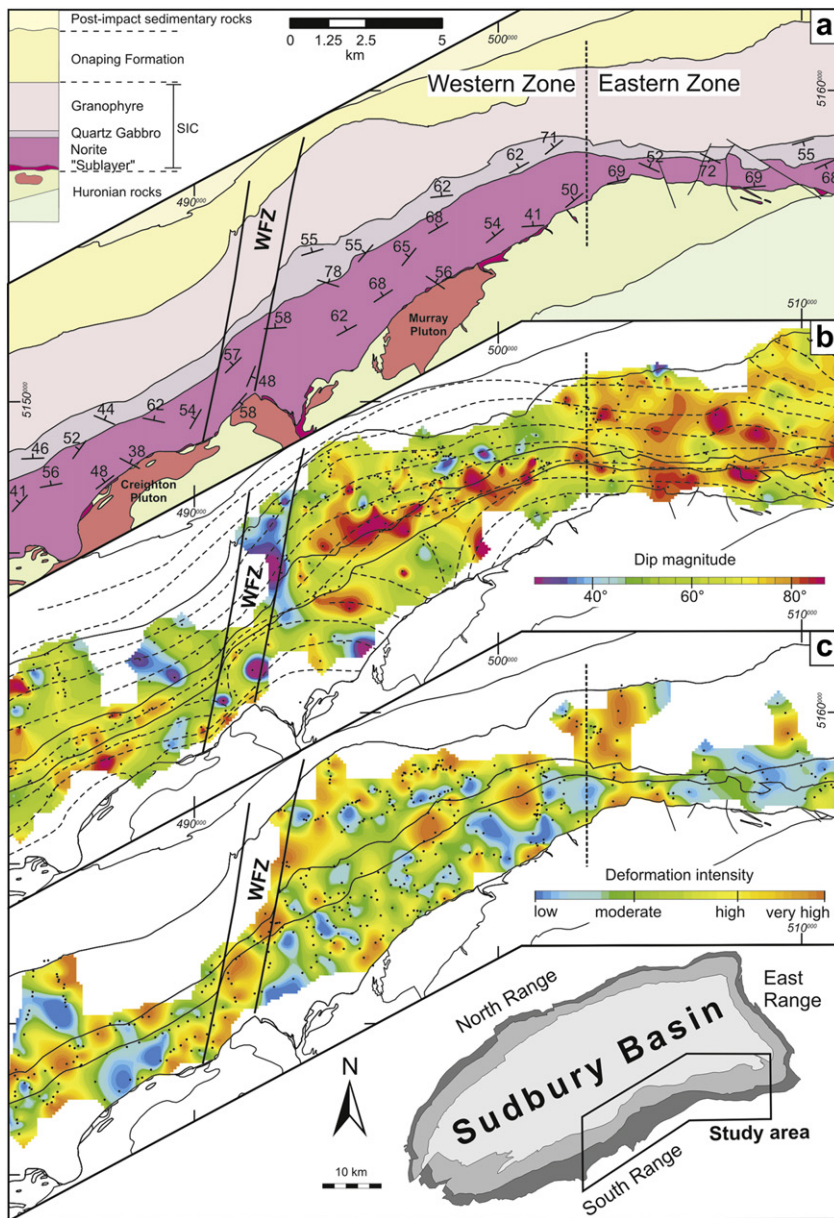 Post-impact sedimentary rocks
Onaping Formation
Granophyre
Quartz Gabbro
Norite
"Sublayer"
SIC
Huronian rocks
0 1.25 2.5 5
km
a
500000
5160000
Western Zone
Eastern Zone
490000
WFZ
71
62
62
52
72
55
69
69
68
50
55
55
68
65
54
41
78
68
56
58
62
57
48
58
Murray
Pluton
5150000
44
62
54
46
52
38
56
48
41
Creighton
Pluton
510000
b
500000
490000
WFZ
Dip magnitude
40° 60° 80°
510000
c
500000
5160000
490000
WFZ
Deformation intensity
low moderate high very high
510000
North Range
East
Range
Sudbury Basin
N
10 km
South Range
Study area